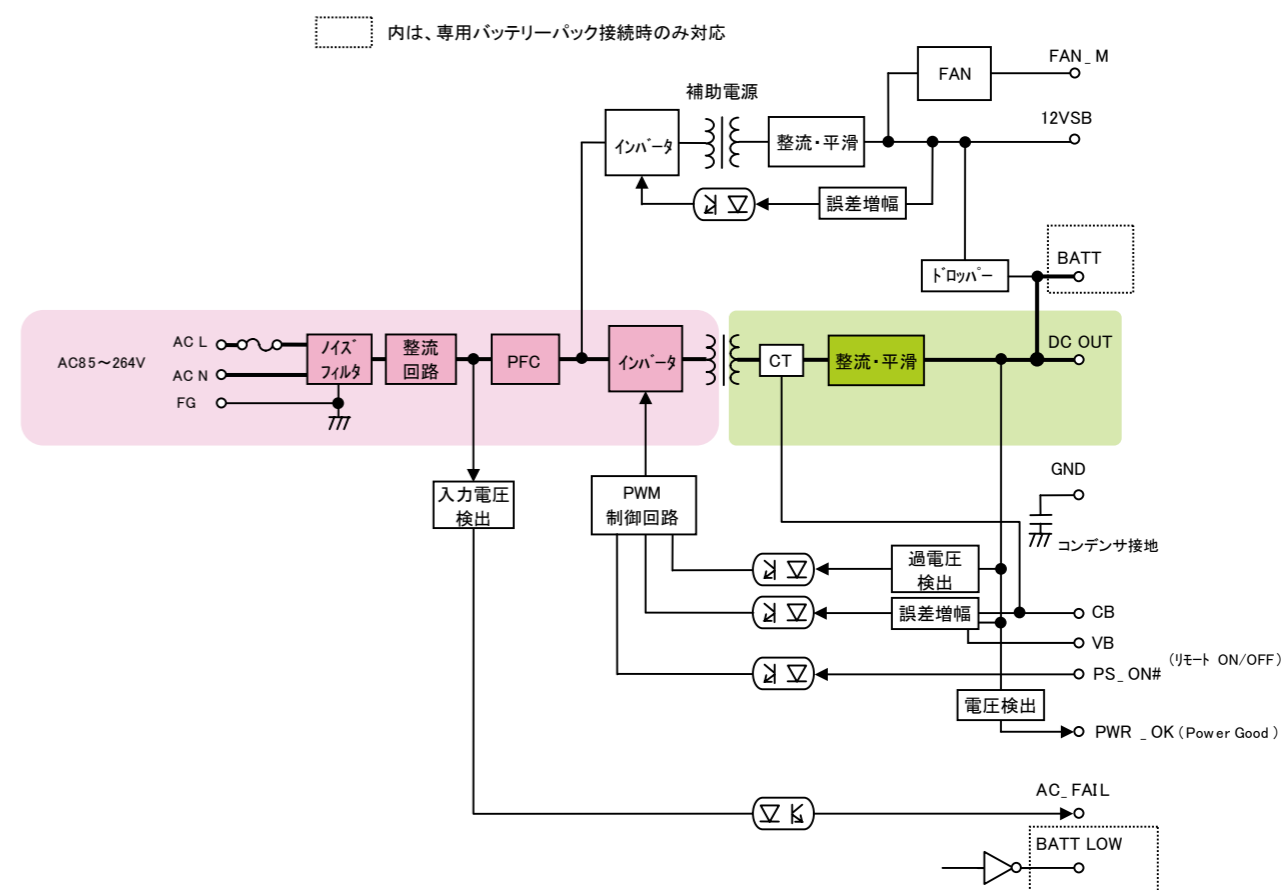 内は、専用バッテリーパック接続時のみ対応
FAN_M
FAN
補助電源
12VSB
インバータ
整流・平滑
誤差増幅
BATT
ドロッパー
DC OUT
AC85～264V
AC L
AC N
FG
ノイズ
フィルタ
整流
回路
PFC
インバータ
CT
整流・平滑
GND
コンデンサ接地
入力電圧
検出
PWM
制御回路
過電圧
検出
誤差増幅
CB
VB
(リモート ON/OFF)
PS_ON#
電圧検出
PWR _OK (Power Good)
AC_FAIL
BATT LOW